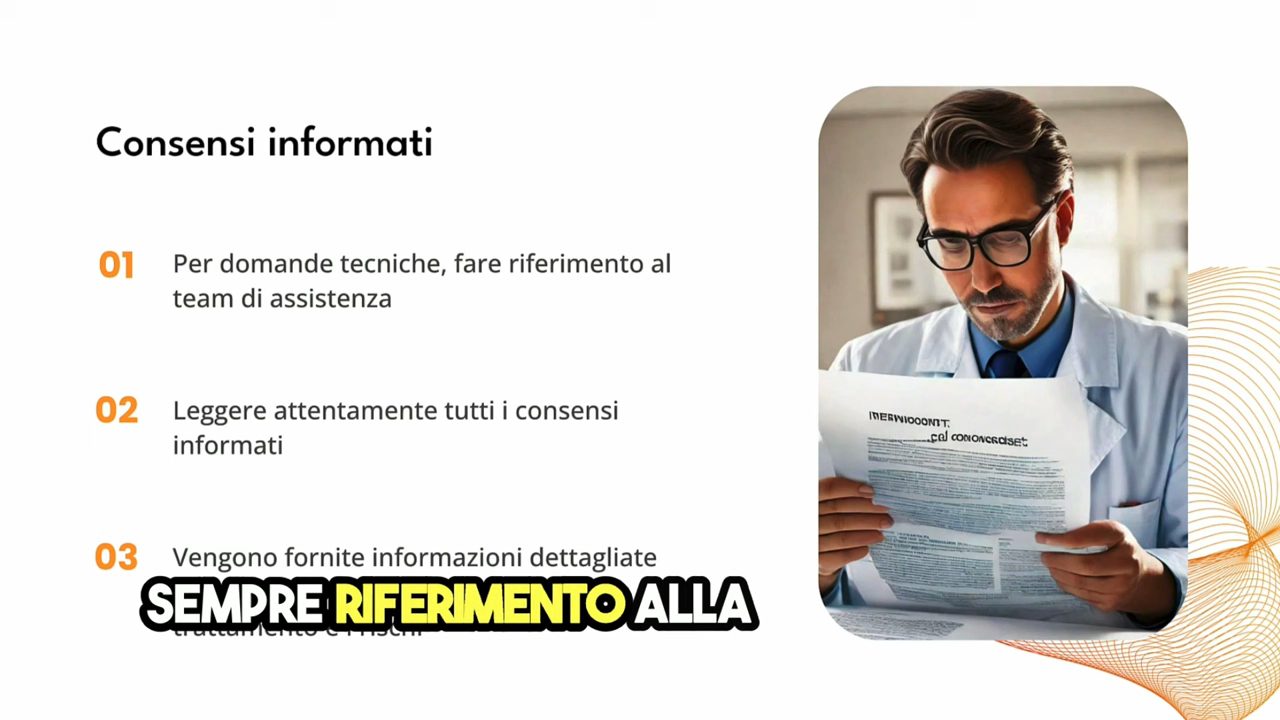 Consensi informati
01 Per domande tecniche, fare riferimento al
team di assistenza
02 Leggere attentamente tutti i consensi
informati
03 Vengono fornite informazioni dettagliate
SEMPRE RIFERIMENTO ALLA